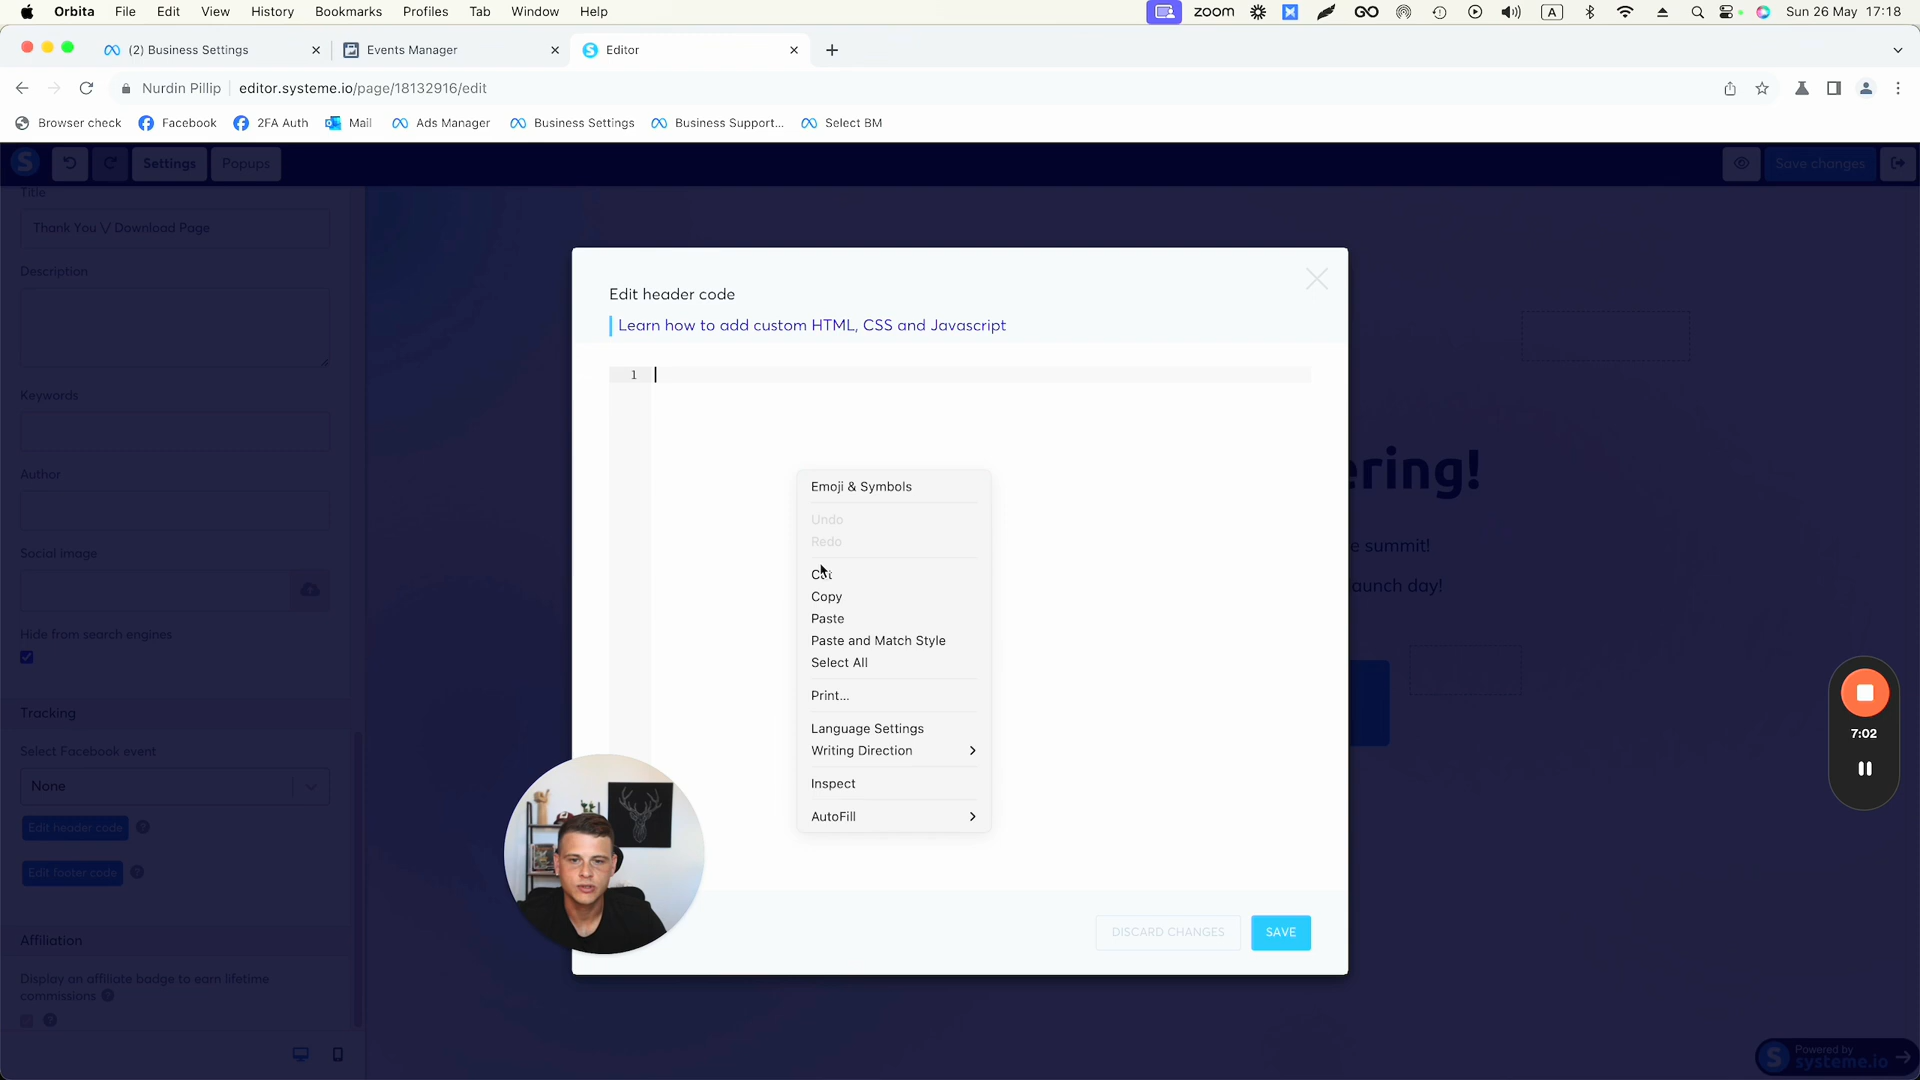 Orbita File Edit View History Bookmarks Profiles Tab Window Help
zoom A Sun 26 May 17:18
(2) Business Settings
Events Manager
Editor
Nurdin Pillip editor.systeme.io/page/18132916/edit
Browser check Facebook 2FA Auth Mail Ads Manager Business Settings Business Support... Select BM
S Settings Popups Save changes
Title
Thank You \/ Download Page
Description
Keywords
Author
Social image
Hide from search engines
Tracking
Select Facebook event
None
Edit header code ?
Edit footer code ?
Affiliation
Display an affiliate badge to earn lifetime
commissions ?
?
Edit header code
Learn how to add custom HTML, CSS and Javascript
1
Emoji & Symbols
Undo
Redo
Cut
Copy
Paste
Paste and Match Style
Select All
Print...
Language Settings
Writing Direction
Inspect
AutoFill
DISCARD CHANGES SAVE
ering!
e summit!
aunch day!
7:02
Powered by
systeme.io